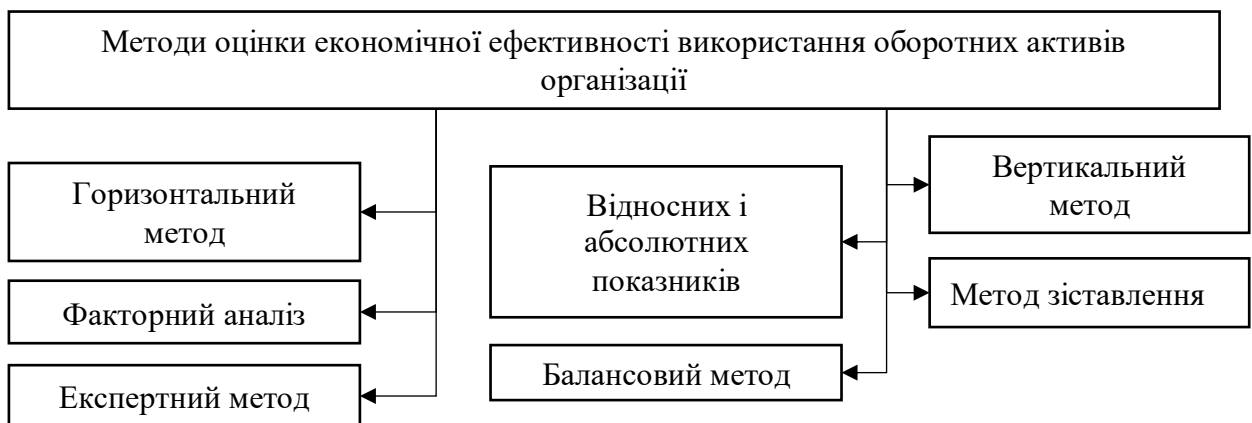 Методи оцінки економічної ефективності використання оборотних активів
організації
Горизонтальний
метод
Факторний аналіз
Експертний метод
Відносних і
абсолютних
показників
Балансовий метод
Вертикальний
метод
Метод зіставлення